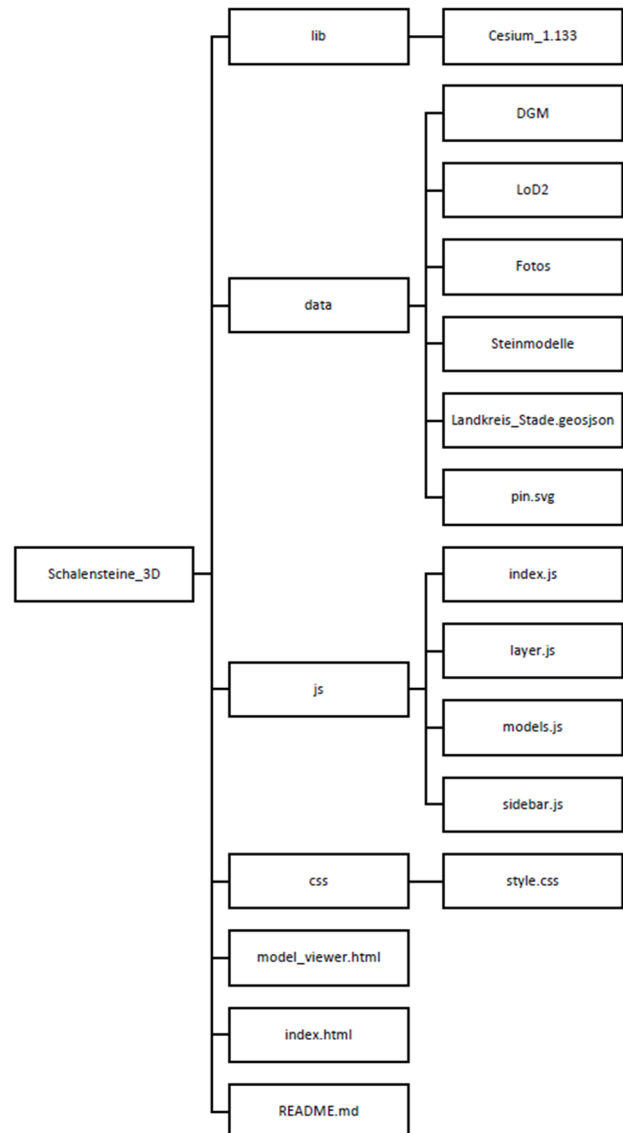 lib
Cesium_1.133
DGM
LoD2
Fotos
data
Steinmodelle
Landkreis_Stade.geosjson
pin.svg
Schalensteine_3D
index.js
layer.js
js
models.js
sidebar.js
css
style.css
model_viewer.html
index.html
README.md